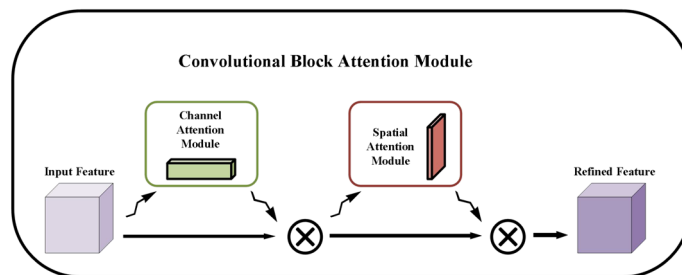 Convolutional Block Attention Module
Channel
Attention
Module
Spatial
Attention
Module
Input Feature
Refined Feature